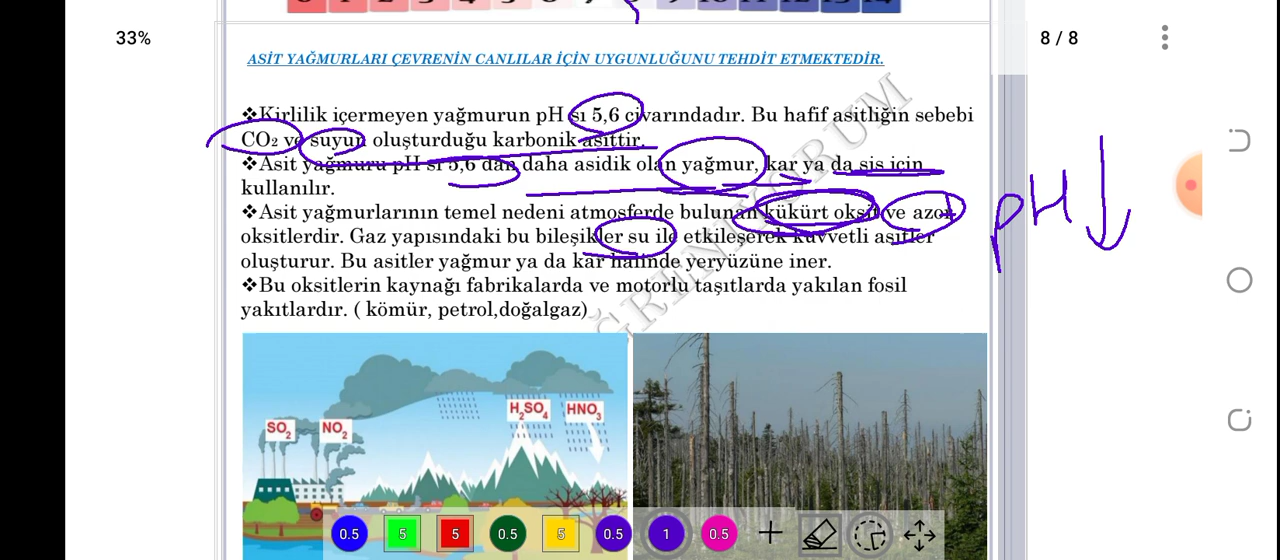 33%
8 / 8
ASİT YAĞMURLARI ÇEVRENİN CANLILAR İÇİN UYGUNLUĞUNU TEHDİT ETMEKTEDİR.
❖Kirlilik içermeyen yağmurun pH sı 5,6 civarındadır. Bu hafif asitliğin sebebi
CO₂ ve suyun oluşturduğu karbonik asittir.
❖Asit yağmuru pH sı 5,6 dan daha asidik olan yağmur, kar ya da sis için
kullanılır.
❖Asit yağmurlarının temel nedeni atmosferde bulunan kükürt oksit ve azot
oksitlerdir. Gaz yapısındaki bu bileşikler su ile etkileşerek kuvvetli asitler
oluşturur. Bu asitler yağmur ya da kar halinde yeryüzüne iner.
❖Bu oksitlerin kaynağı fabrikalarda ve motorlu taşıtlarda yakılan fosil
yakıtlardır. ( kömür, petrol,doğalgaz)
pH↓
SO₂ NO₂ H₂SO₄ HNO₃
0.5 5 5 0.5 5 0.5 1 0.5